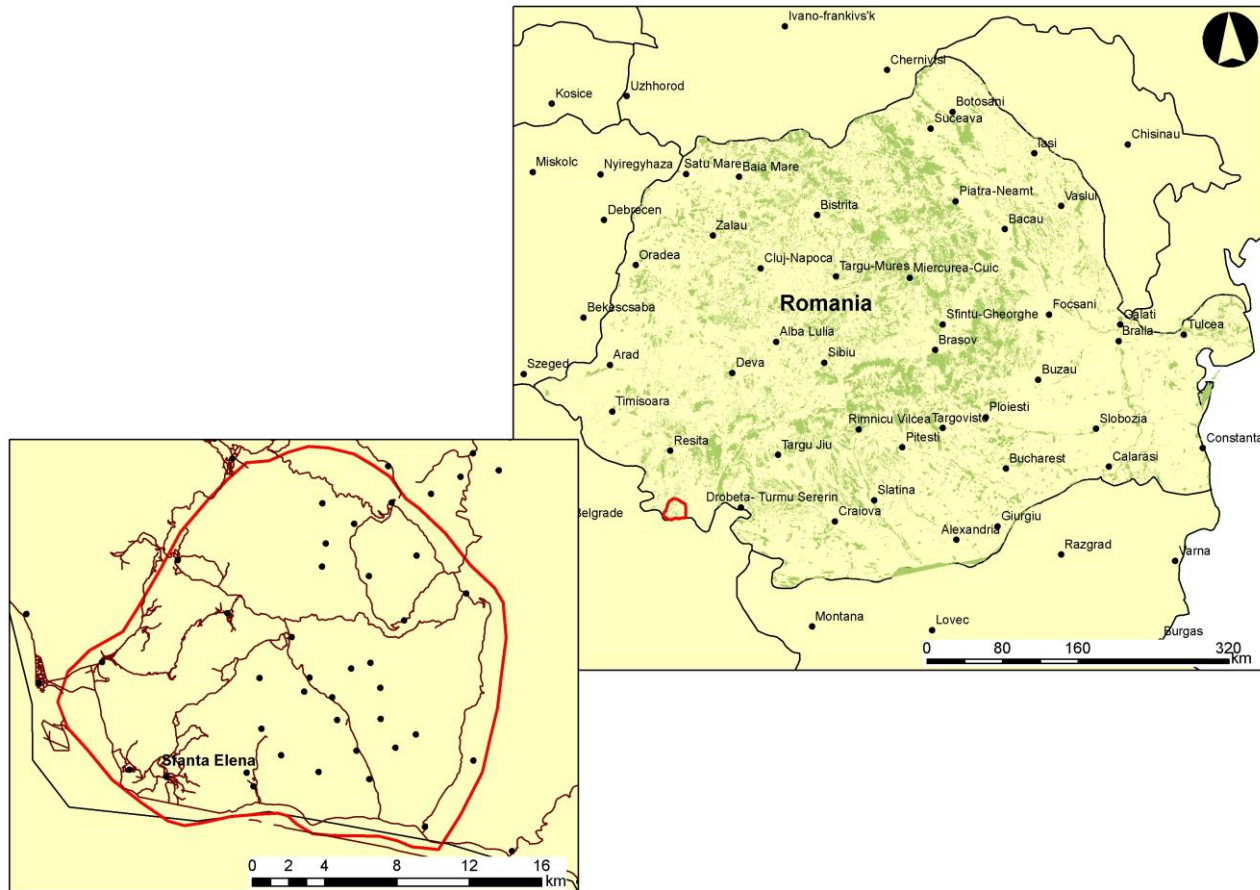 Ivano-frankivs'k
Chernivtsi
Uzhhorod
Kosice
Botosani
Suceava
Chisinau
Iasi
Miskolc
Nyiregyhaza
Satu Mare
Baia Mare
Piatra-Neamt
Vaslui
Debrecen
Bistrita
Bacau
Zalau
Oradea
Cluj-Napoca
Targu-Mures
Miercurea-Cuic
Romania
Bekescsaba
Sfintu-Gheorghe
Focsani
Galati
Tulcea
Braila
Alba Lulia
Brasov
Szeged
Arad
Deva
Sibiu
Buzau
Timisoara
Rimnicu Vilcea
Targoviste
Ploiesti
Slobozia
Resita
Targu Jiu
Pitesti
Constanta
Bucharest
Calarasi
Drobeta- Turmu Sererin
Slatina
Belgrade
Craiova
Giurgiu
Alexandria
Razgrad
Varna
Montana
Lovec
Burgas
0 80 160 320
km
Sfanta Elena
0 2 4 8 12 16
km